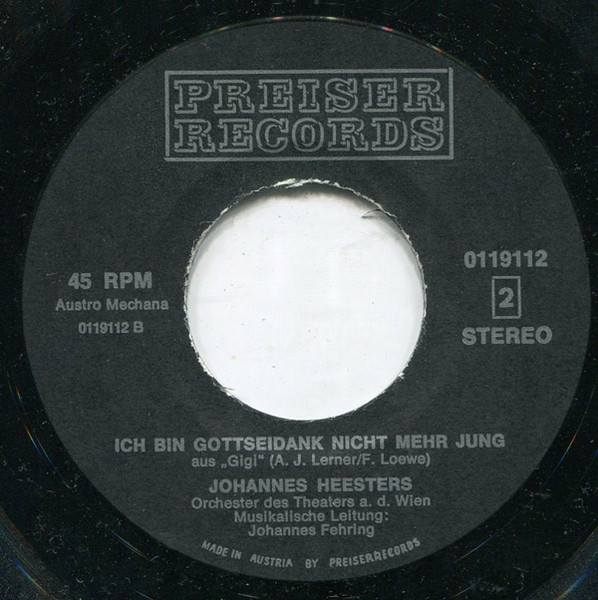 PREISER
RECORDS
45 RPM
Austro Mechana
0119112 B
0119112
2
STEREO
ICH BIN GOTTSEIDANK NICHT MEHR JUNG
aus „Gigi“ (A. J. Lerner/F. Loewe)
JOHANNES HEESTERS
Orchester des Theaters a. d. Wien
Musikalische Leitung:
Johannes Fehring
MADE IN AUSTRIA BY PREISERRECORDS